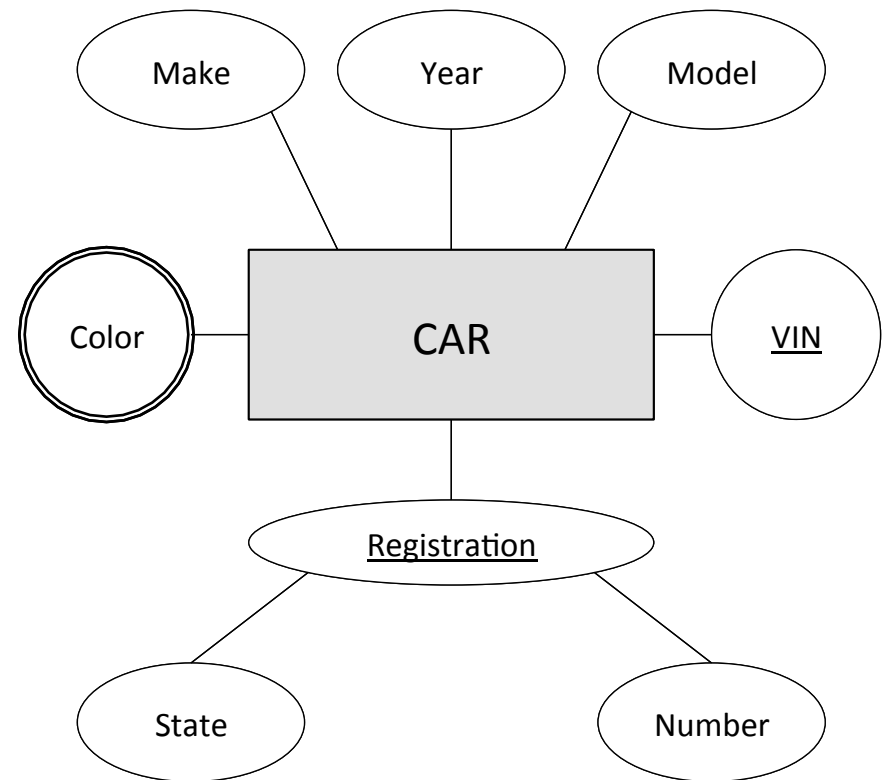 Make
Year
Model
Color
CAR
VIN
Registration
State
Number